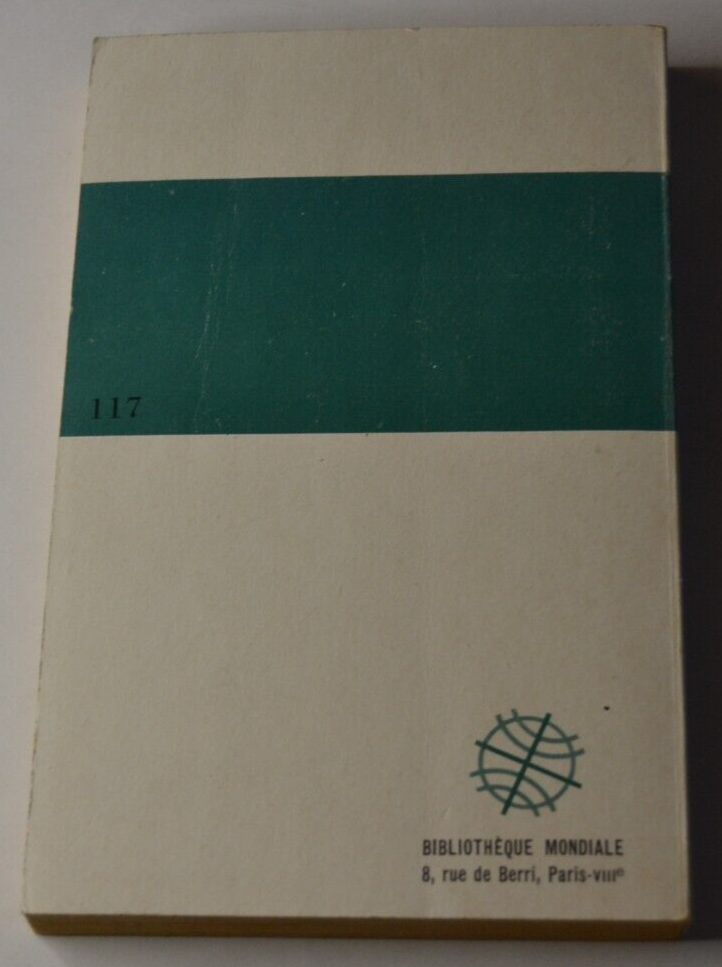 117
BIBLIOTHÈQUE MONDIALE
8, rue de Berri, Paris-VIIIᵉ